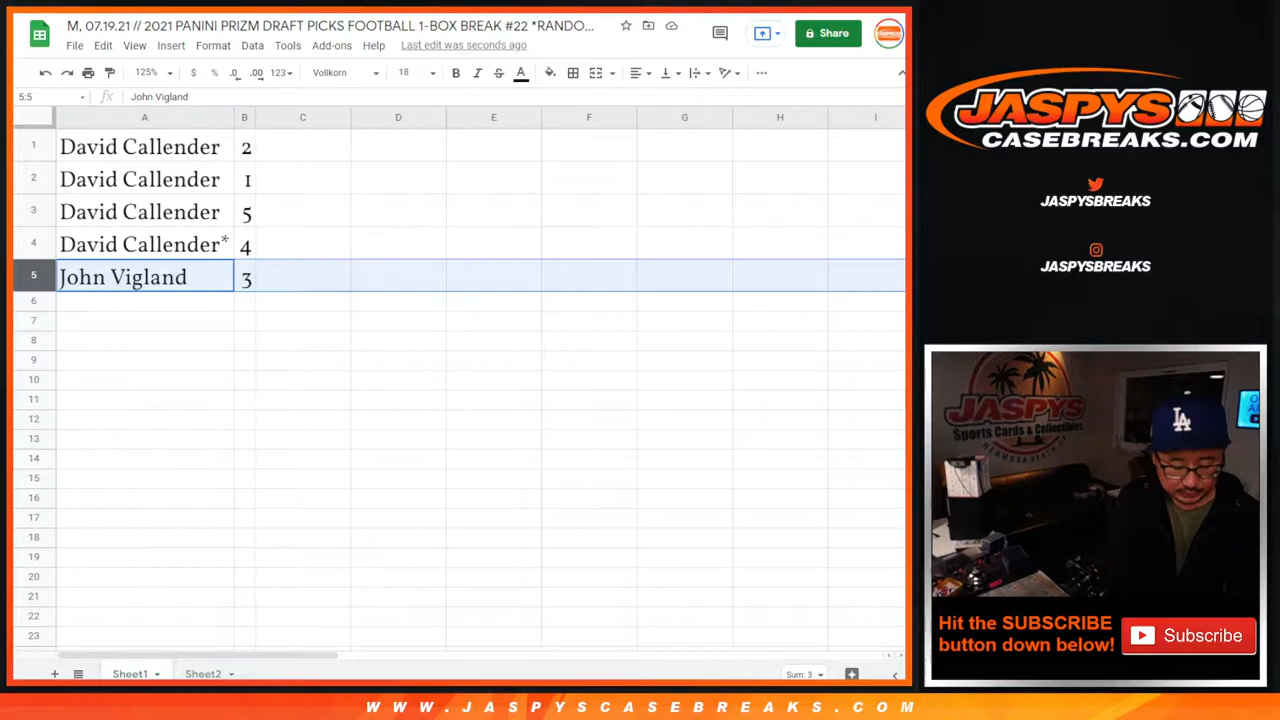 M, 07.19.21 // 2021 PANINI PRIZM DRAFT PICKS FOOTBALL 1-BOX BREAK #22 *RANDO...
Share
File Edit View Insert Format Data Tools Add-ons Help Last edit was seconds ago
125% $ % .0 .00 123 Vollkorn 18 B I S A
5:5 fx John Vigland
A B C D E F G H I
1 David Callender 2
2 David Callender 1
3 David Callender 5
4 David Callender* 4
5 John Vigland 3
6
7
8
9
10
11
12
13
14
15
16
17
18
19
20
21
22
23
+ Sheet1 Sheet2 Sum: 3
JASPYS
CASEBREAKS.COM
JASPYSBREAKS
JASPYSBREAKS
JASPYS
Sports Cards & Collectibles
HERMOSA BEACH, CA
LA
Hit the SUBSCRIBE
button down below!
Subscribe
WWW.JASPYSCASEBREAKS.COM